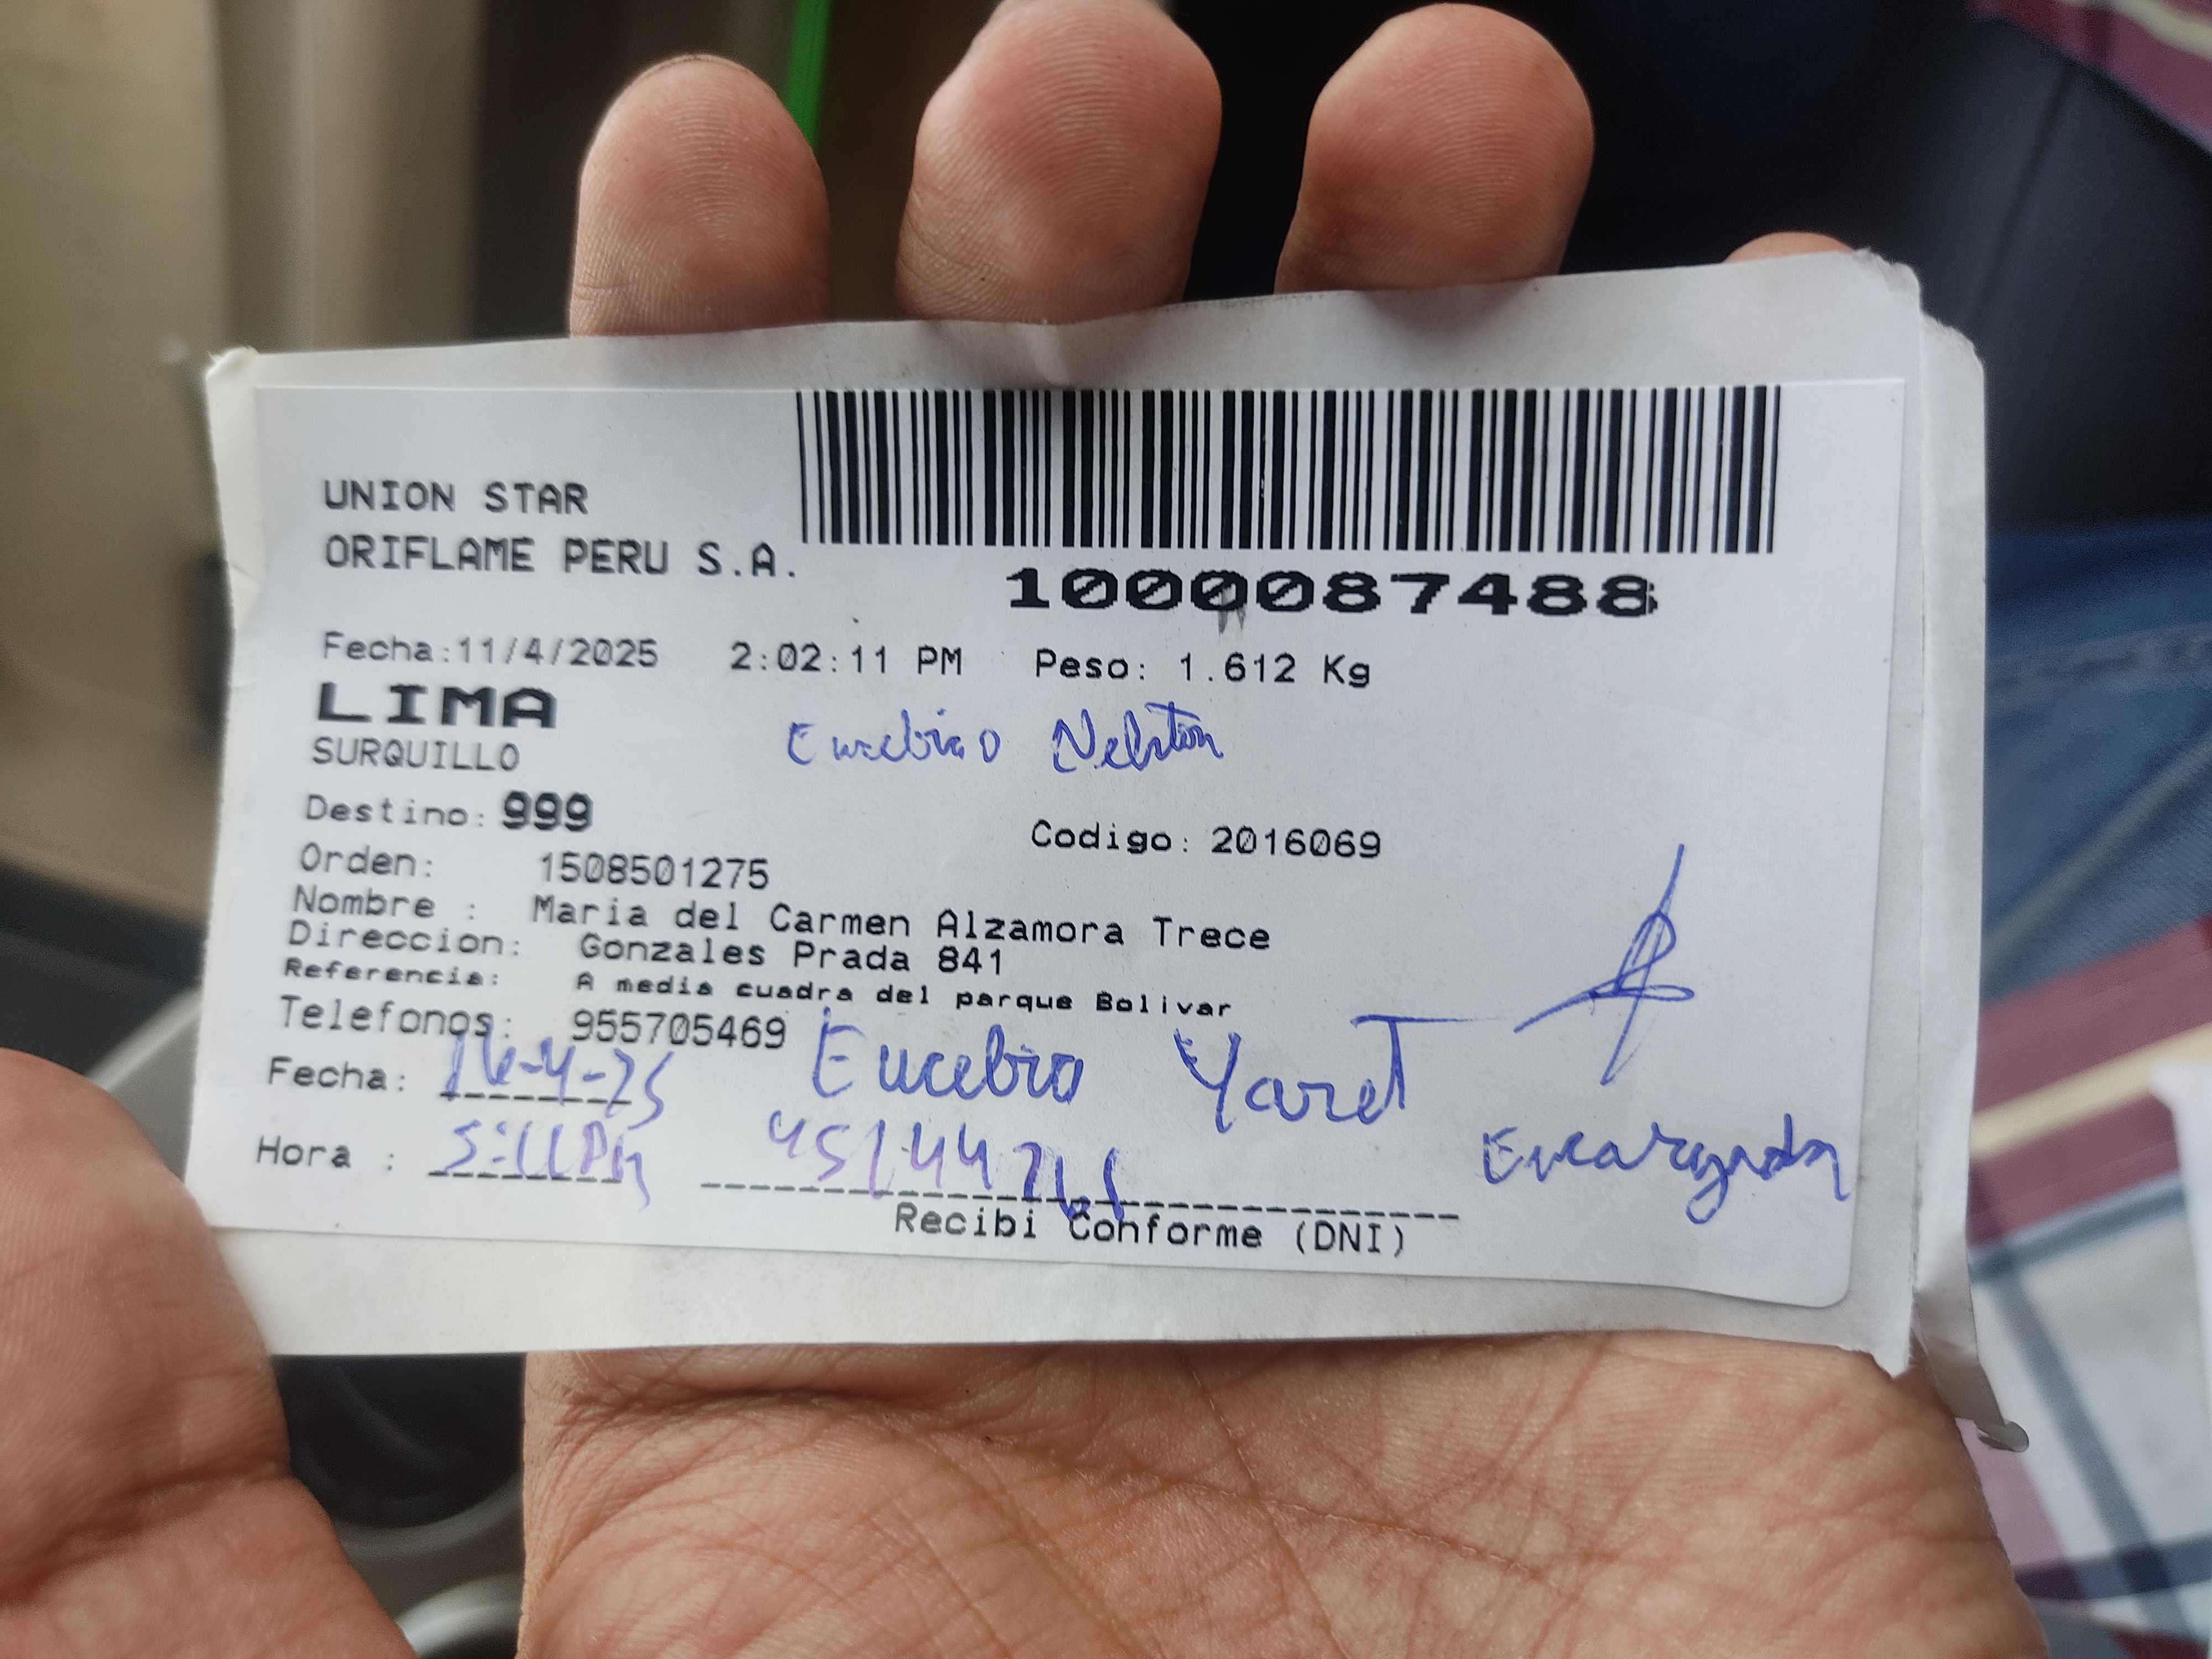 UNION STAR
ORIFLAME PERU S.A.
1000087488
Fecha:11/4/2025 2:02:11 PM Peso: 1.612 Kg
LIMA
SURQUILLO
Destino: 999
Codigo: 2016069
Orden: 1508501275
Nombre : Maria del Carmen Alzamora Trece
Direccion: Gonzales Prada 841
Referencia: A media cuadra del parque Bolivar
Telefonos: 955705469
Fecha: 16-4-25 Eucebio Yaret
Hora : Encargada
Recibi Conforme (DNI)